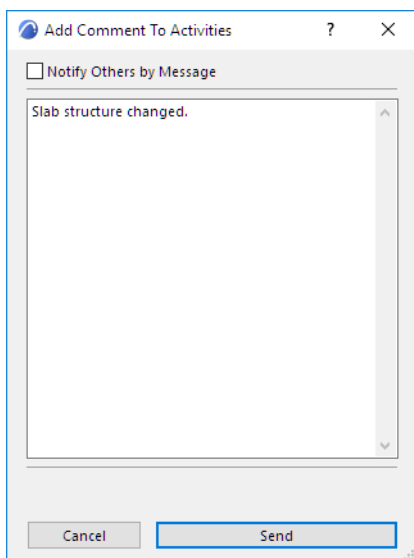 Add Comment To Activities ?
Notify Others by Message
Slab structure changed.
Cancel Send